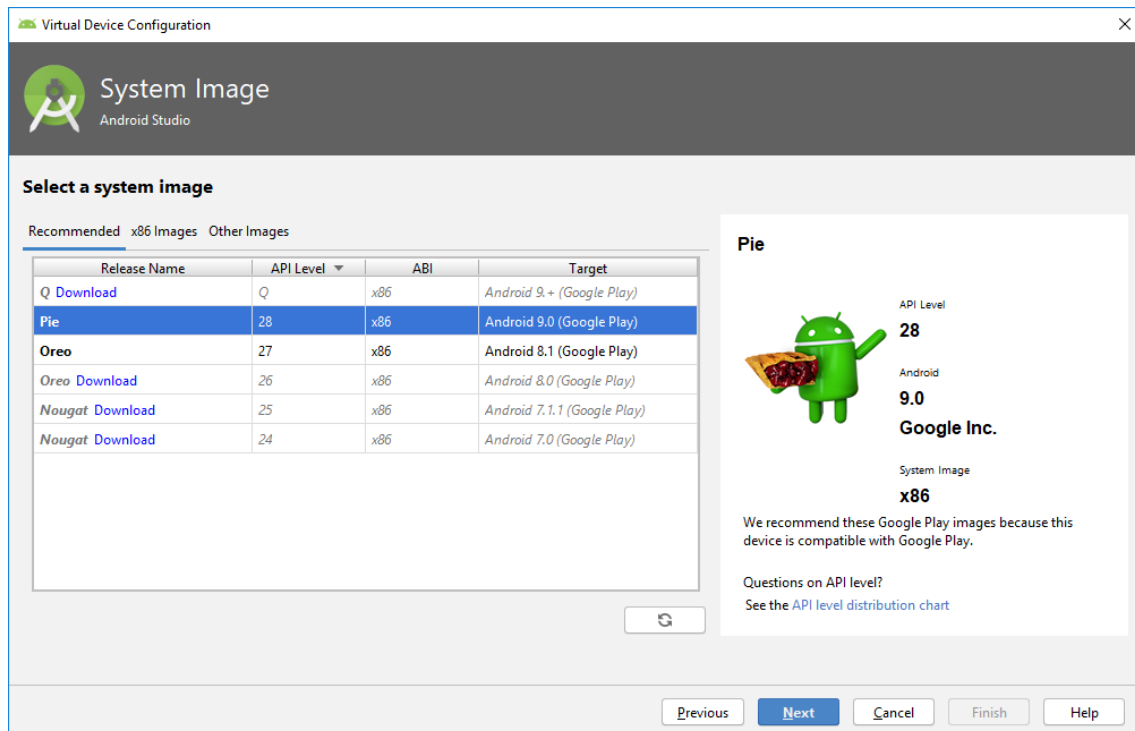 Virtual Device Configuration
System Image
Android Studio
Select a system image
Recommended x86 Images Other Images
Release Name API Level ABI Target
Q Download Q x86 Android 9.+ (Google Play)
Pie 28 x86 Android 9.0 (Google Play)
Oreo 27 x86 Android 8.1 (Google Play)
Oreo Download 26 x86 Android 8.0 (Google Play)
Nougat Download 25 x86 Android 7.1.1 (Google Play)
Nougat Download 24 x86 Android 7.0 (Google Play)
Pie
API Level
28
Android
9.0
Google Inc.
System Image
x86
We recommend these Google Play images because this
device is compatible with Google Play.
Questions on API level?
See the API level distribution chart
Previous Next Cancel Finish Help